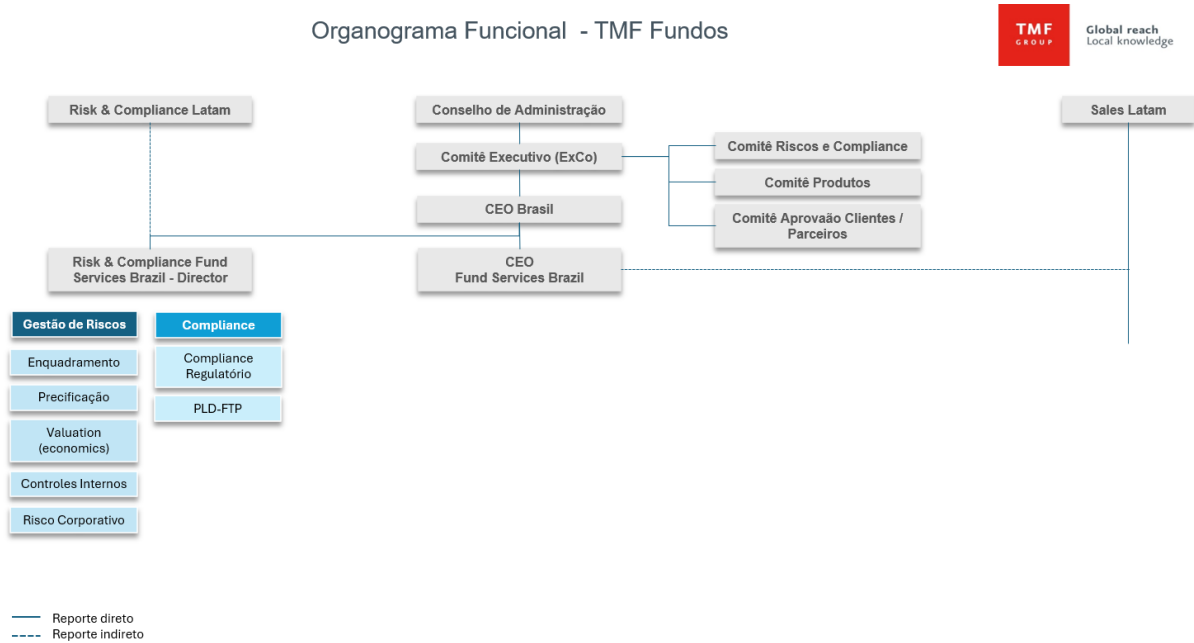 Organograma Funcional - TMF Fundos
TMF
GROUP
Global reach
Local knowledge
Risk & Compliance Latam
Conselho de Administração
Sales Latam
Comitê Executivo (ExCo)
Comitê Riscos e Compliance
Comitê Produtos
CEO Brasil
Comitê Aprovaão Clientes /
Parceiros
Risk & Compliance Fund
Services Brazil - Director
CEO
Fund Services Brazil
Gestão de Riscos
Enquadramento
Precificação
Valuation
(economics)
Controles Internos
Risco Corporativo
Compliance
Compliance
Regulatório
PLD-FTP
Reporte direto
Reporte indireto